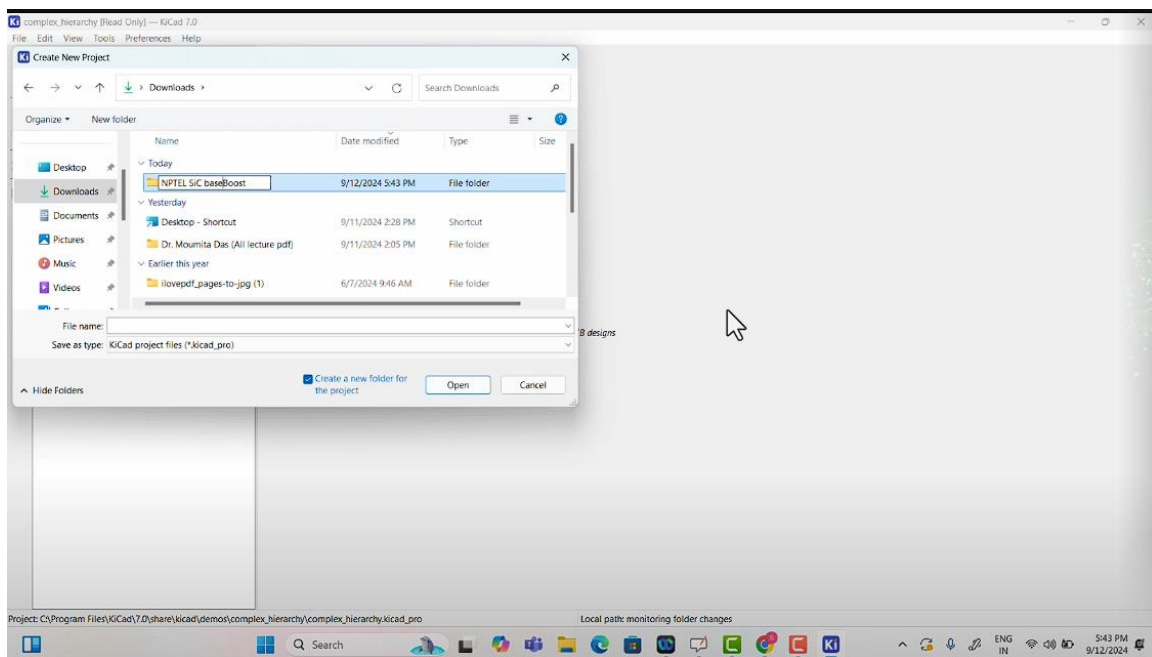 complex_hierarchy [Read Only] — KiCad 7.0
File Edit View Tools Preferences Help
Create New Project
Downloads
Search Downloads
Organize New folder
Name Date modified Type Size
Desktop
Downloads
Documents
Pictures
Music
Videos
Today
NPTEL SiC baseBoost 9/12/2024 5:43 PM File folder
Yesterday
Desktop - Shortcut 9/11/2024 2:28 PM Shortcut
Dr. Moumita Das (All lecture pdf) 9/11/2024 2:05 PM File folder
Earlier this year
ilovepdf_pages-to-jpg (1) 6/7/2024 9:46 AM File folder
File name:
Save as type: KiCad project files (*.kicad_pro)
B designs
Hide Folders
Create a new folder for
the project
Open Cancel
Project: C:\Program Files\KiCad\7.0\share\kicad\demos\complex_hierarchy\complex_hierarchy.kicad_pro
Local path: monitoring folder changes
Search
ENG
IN
5:43 PM
9/12/2024